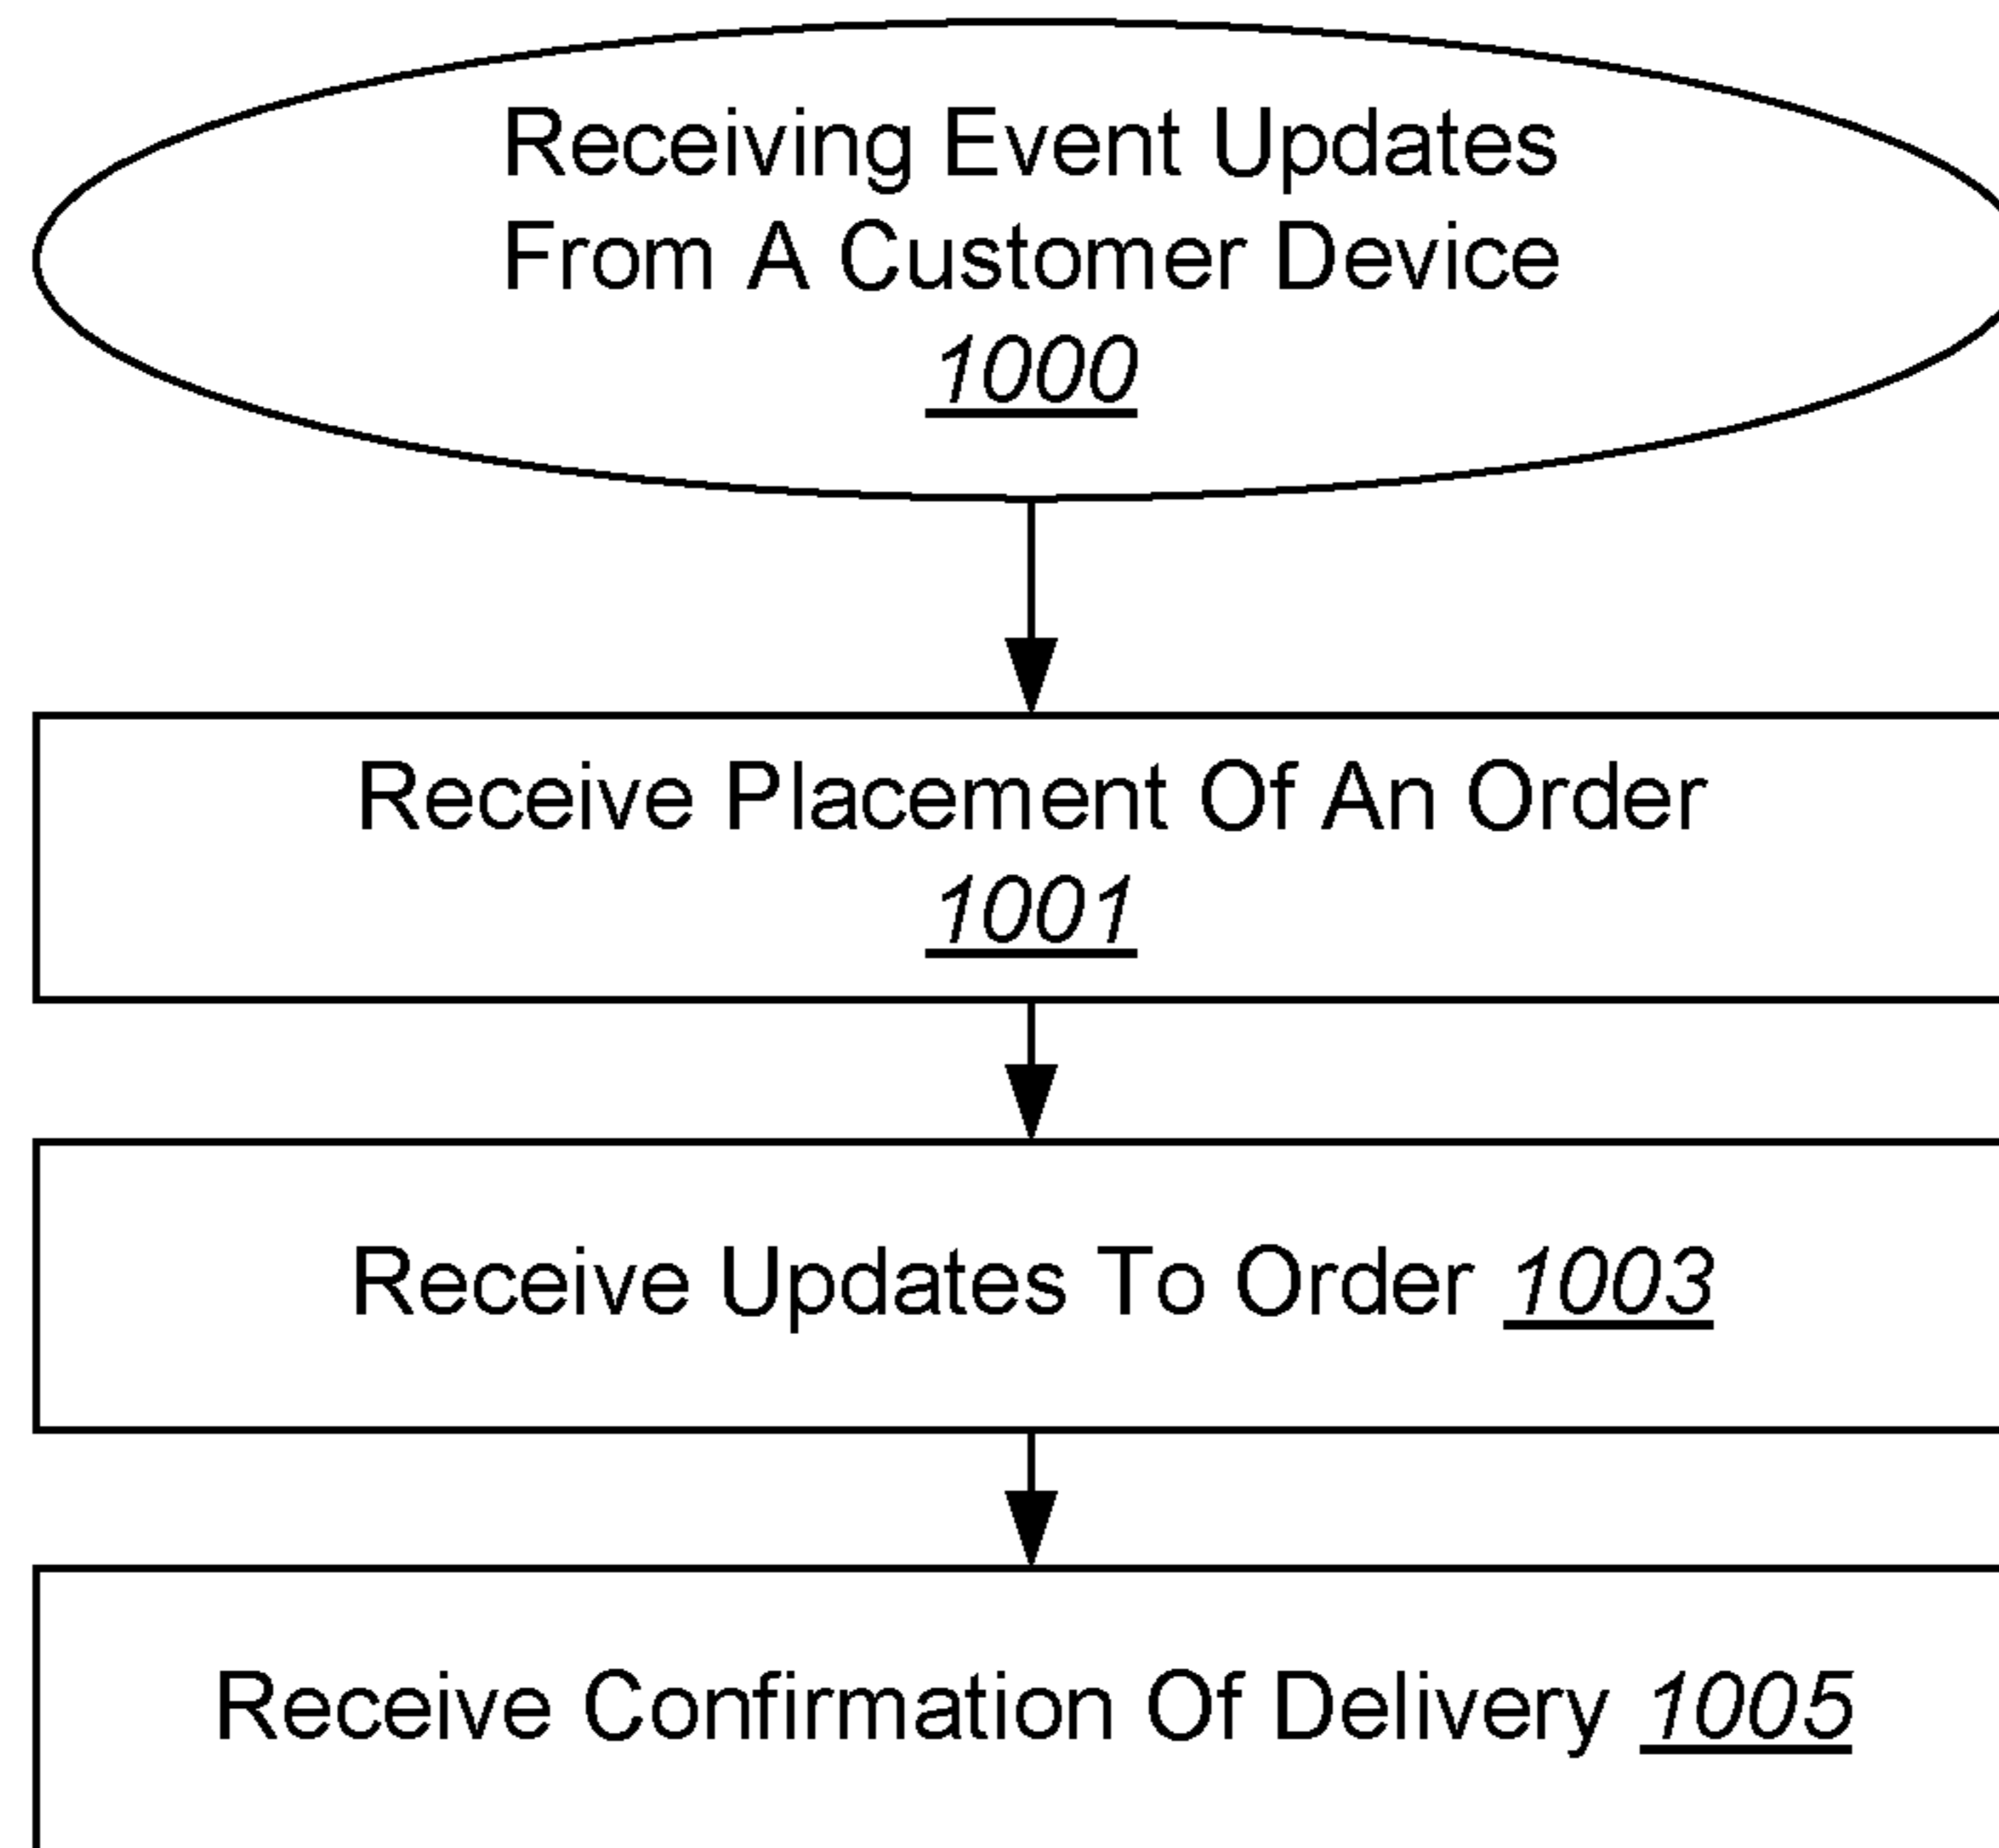 Receiving Event Updates
From A Customer Device
1000
Receive Placement Of An Order
1001
Receive Updates To Order 1003
Receive Confirmation Of Delivery 1005